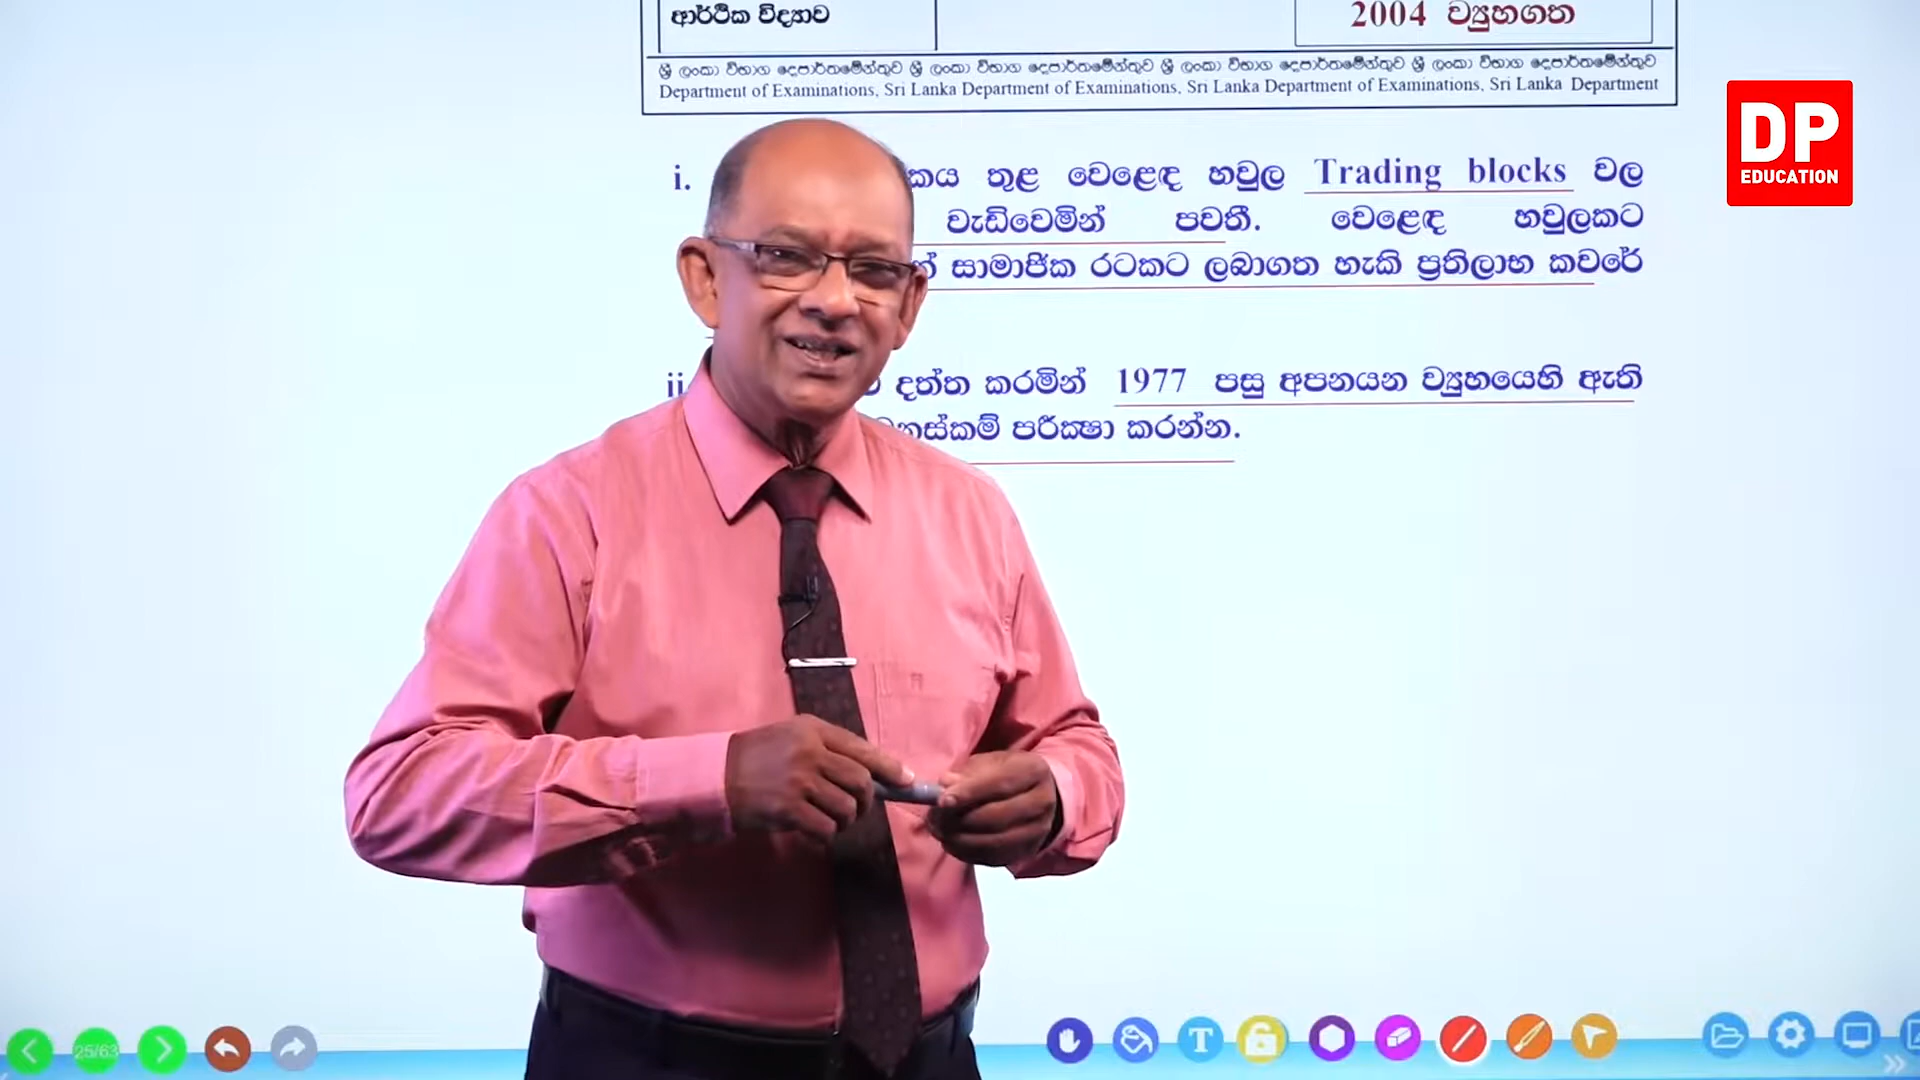 ආර්ථික විද්‍යාව
2004 ව්‍යුහගත
ශ්‍රී ලංකා විභාග දෙපාර්තමේන්තුව ශ්‍රී ලංකා විභාග දෙපාර්තමේන්තුව ශ්‍රී ලංකා විභාග දෙපාර්තමේන්තුව ශ්‍රී ලංකා විභාග දෙපාර්තමේන්තුව
Department of Examinations, Sri Lanka Department of Examinations, Sri Lanka Department of Examinations, Sri Lanka Department
DP
EDUCATION
i. තුළ වෙළෙඳ හවුල Trading blocks වල
වැඩිවෙමින් පවතී. වෙළෙඳ හවුලකට
සාමාජික රටකට ලබාගත හැකි ප්‍රතිලාභ කවරේ
දත්ත කරමින් 1977 පසු අපනයන ව්‍යුහයෙහි ඇති
පරීක්‍ෂා කරන්න.
25/63